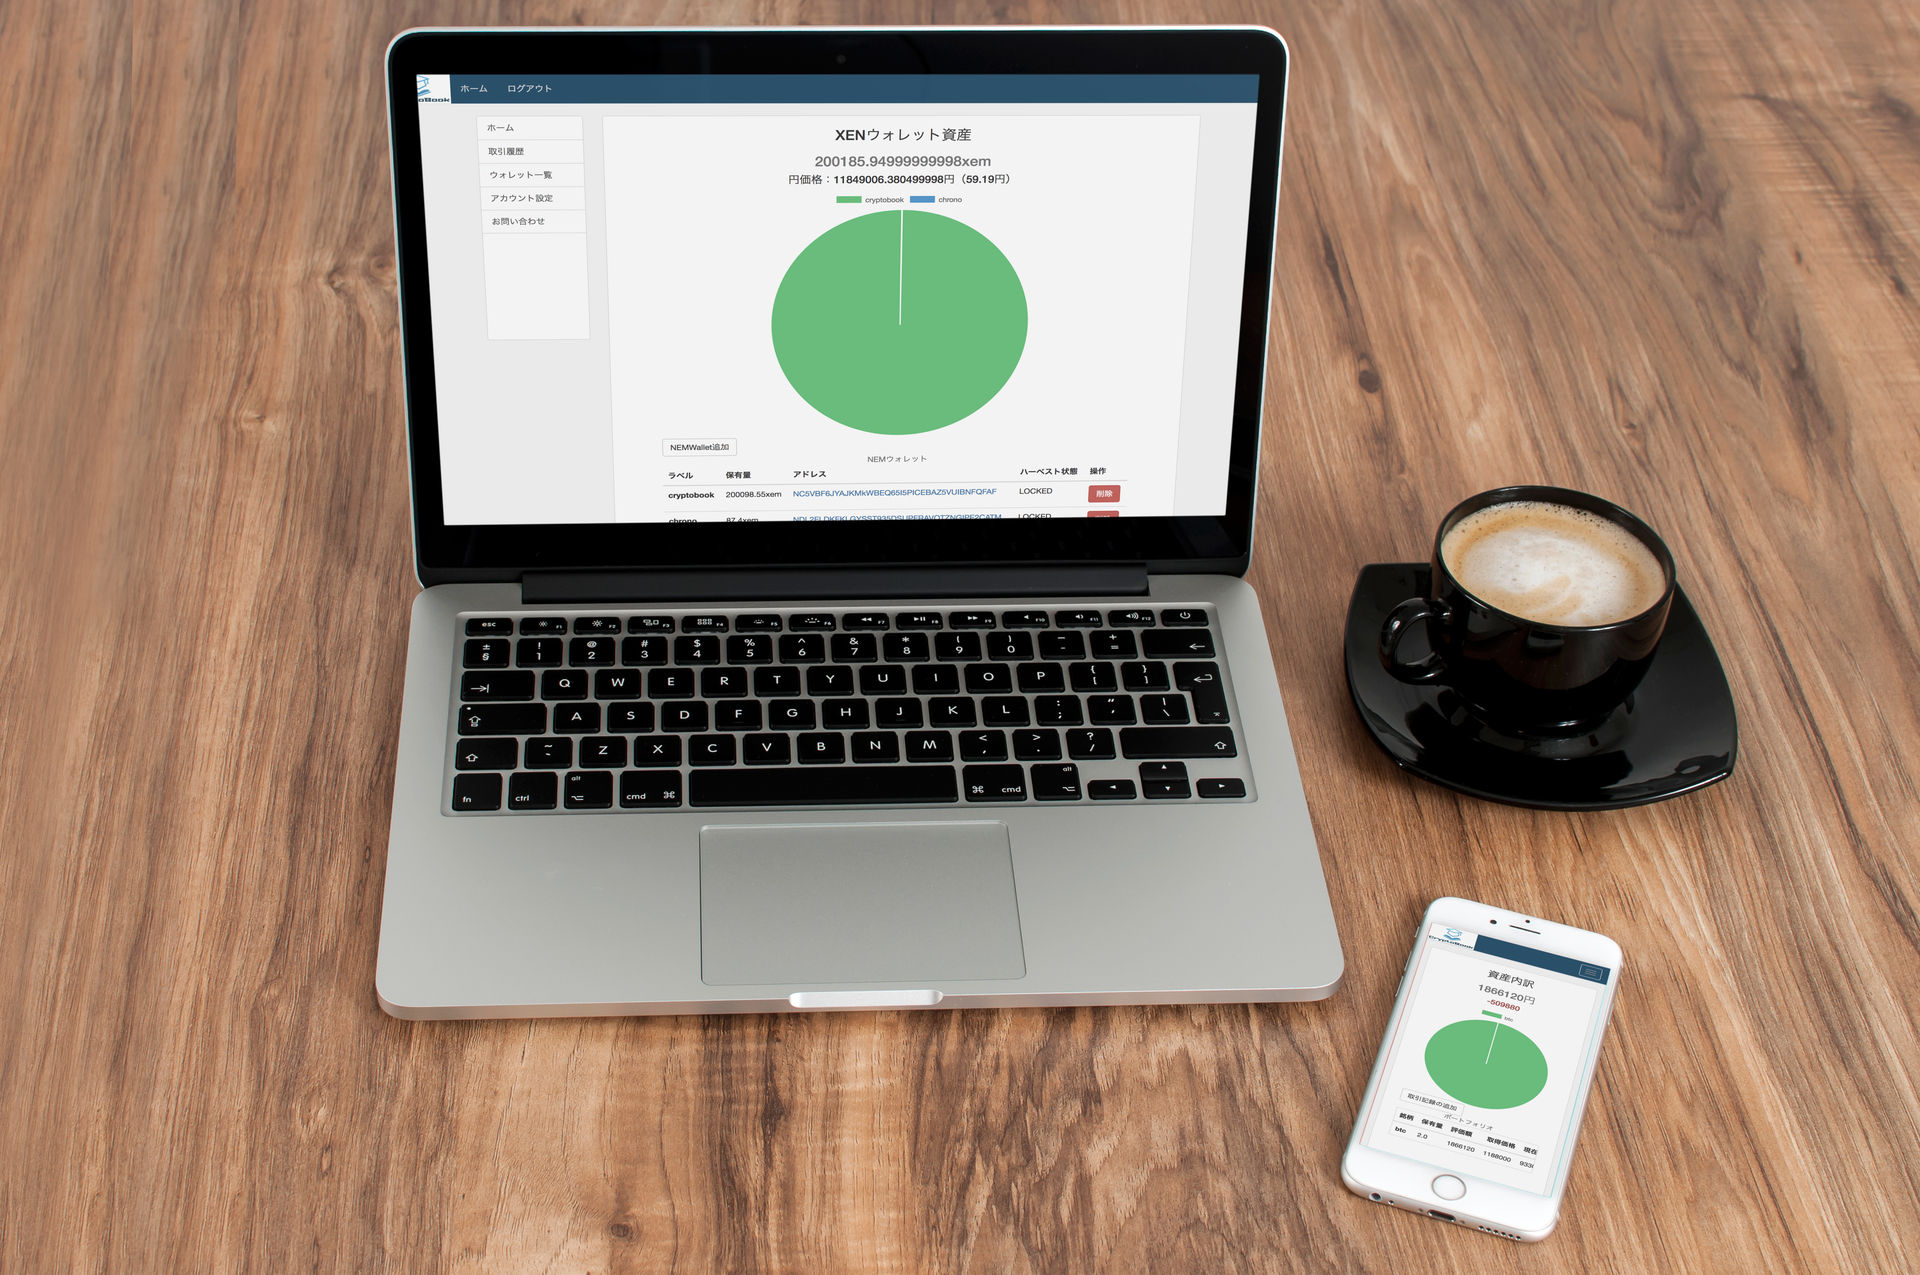 oBook
ホーム ログアウト
ホーム
取引履歴
ウォレット一覧
アカウント設定
お問い合わせ
XENウォレット資産
200185.94999999998xem
円価格：11849006.380499998円（59.19円）
cryptobook chrono
NEMWallet追加
NEMウォレット
ラベル 保有量 アドレス ハーベスト状態 操作
cryptobook 200098.55xem NC5VBF6JYAJKMkWBEQ65I5PICEBAZ5VUIBNFQFAF LOCKED 削除
chrono 87.4xem LOCKED
esc F1 F2 F3 F4 F5 F6 F7 F8 F9 F10 F11 F12
± ! @ # $ % ^ & * ( ) _ +
§ 1 2 3 4 5 6 7 8 9 0 - =
Q W E R T Y U I O P { }
[ ]
A S D F G H J K L : " |
; ' \
~ Z X C V B N M < > ?
` , . /
fn ctrl alt cmd ⌘ ⌘ cmd alt
CryptoBook
資産内訳
1866120円
-509880
btc
取引記録の追加
ポートフォリオ
銘柄 保有量 評価額 取得価格 現在
btc 2.0 1866120 1188000 933